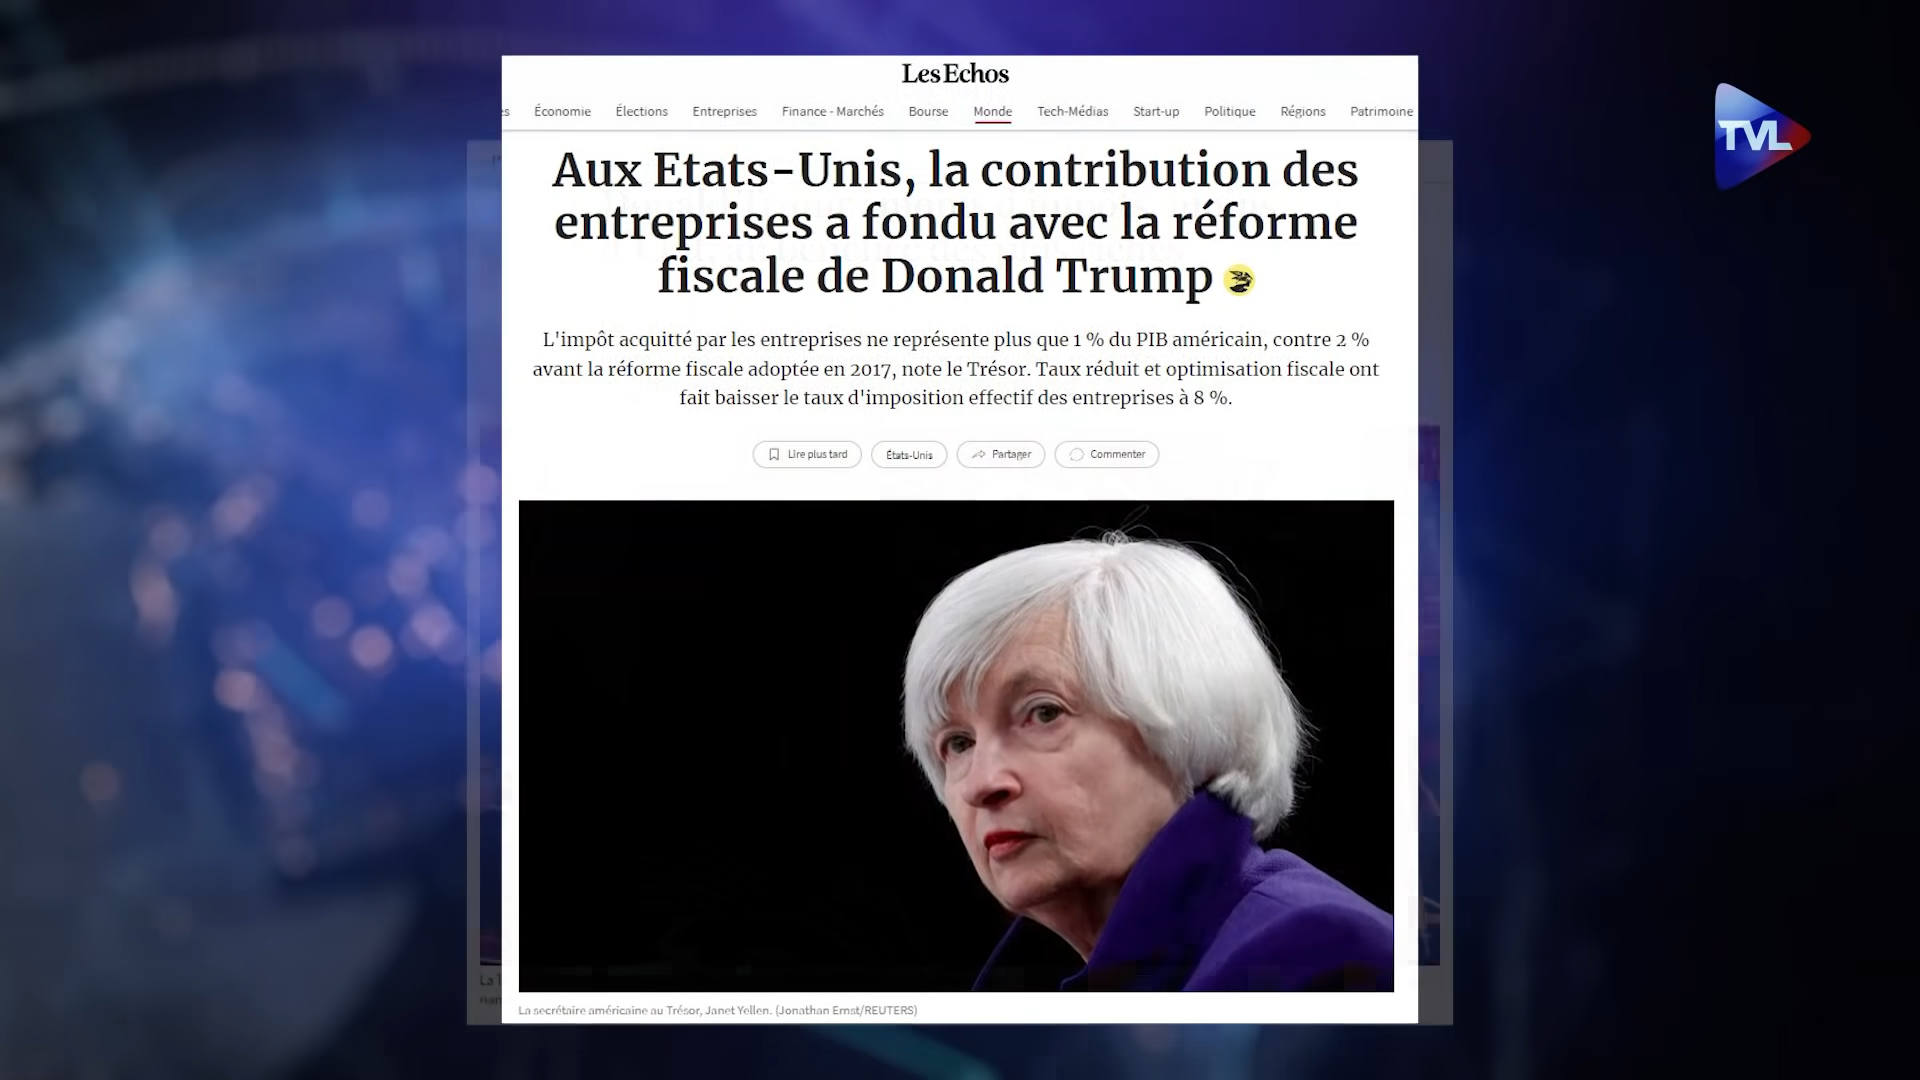 LesEchos
Économie Élections Entreprises Finance - Marchés Bourse Monde Tech-Médias Start-up Politique Régions Patrimoine
TVL
Aux Etats-Unis, la contribution des
entreprises a fondu avec la réforme
fiscale de Donald Trump
L'impôt acquitté par les entreprises ne représente plus que 1 % du PIB américain, contre 2 %
avant la réforme fiscale adoptée en 2017, note le Trésor. Taux réduit et optimisation fiscale ont
fait baisser le taux d'imposition effectif des entreprises à 8 %.
Lire plus tard États-Unis Partager Commenter
La secrétaire américaine au Trésor, Janet Yellen. (Jonathan Ernst/REUTERS)